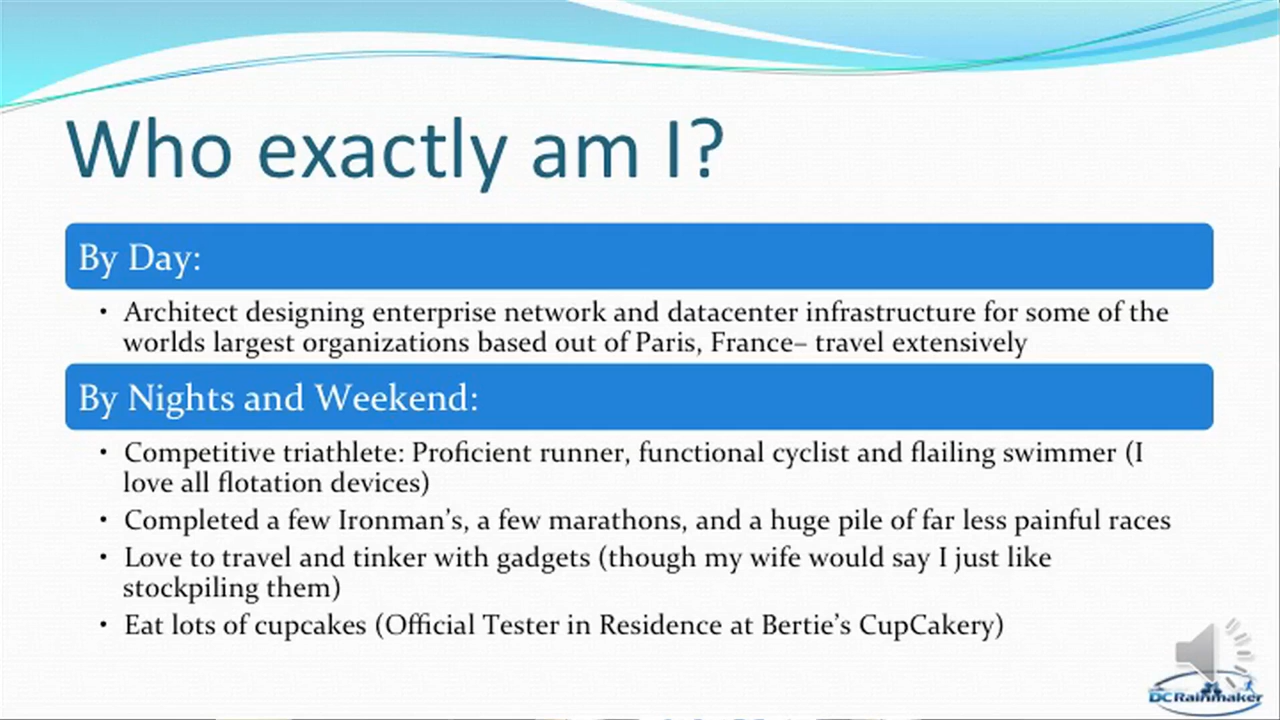 Who exactly am I?
By Day:
• Architect designing enterprise network and datacenter infrastructure for some of the
worlds largest organizations based out of Paris, France– travel extensively
By Nights and Weekend:
• Competitive triathlete: Proficient runner, functional cyclist and flailing swimmer (I
love all flotation devices)
• Completed a few Ironman’s, a few marathons, and a huge pile of far less painful races
• Love to travel and tinker with gadgets (though my wife would say I just like
stockpiling them)
• Eat lots of cupcakes (Official Tester in Residence at Bertie’s CupCakery)
DCRainmaker